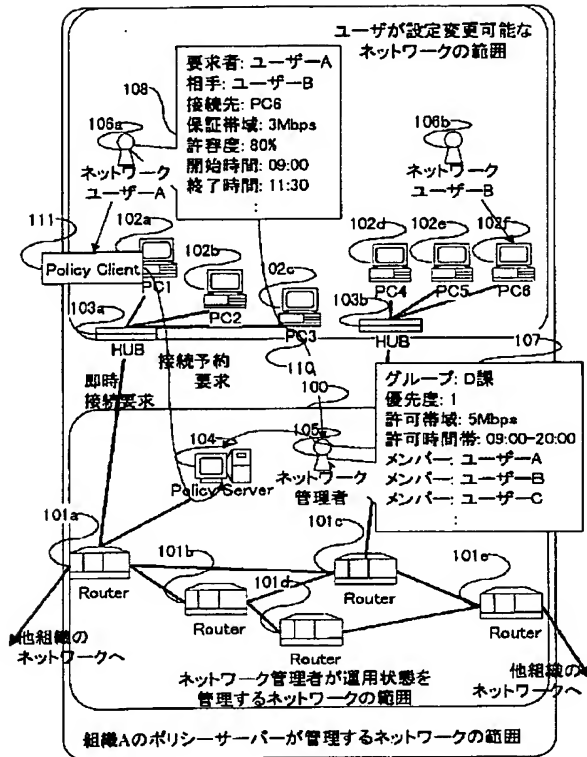 ユーザが設定変更可能な
ネットワークの範囲
108
要求者: ユーザーA
相手: ユーザーB
接続先: PC6
保証帯域: 3Mbps
許容度: 80%
開始時間: 09:00
終了時間: 11:30
:
106a
ネットワーク
ユーザーA
106b
ネットワーク
ユーザーB
111
102a
Policy Client
PC1
102b
PC2
02c
PC3
102d
PC4
102e
PC5
102f
PC6
103a
HUB
103b
HUB
即時
接続要求
接続予約
要求
110
100
107
グループ: D課
優先度: 1
許可帯域: 5Mbps
許可時間帯: 09:00-20:00
メンバー: ユーザーA
メンバー: ユーザーB
メンバー: ユーザーC
:
104
Policy Server
105
ネットワーク
管理者
101a
Router
101b
Router
101c
Router
101d
Router
101e
Router
他組織の
ネットワークへ
他組織の
ネットワークへ
ネットワーク管理者が運用状態を
管理するネットワークの範囲
組織Aのポリシーサーバーが管理するネットワークの範囲